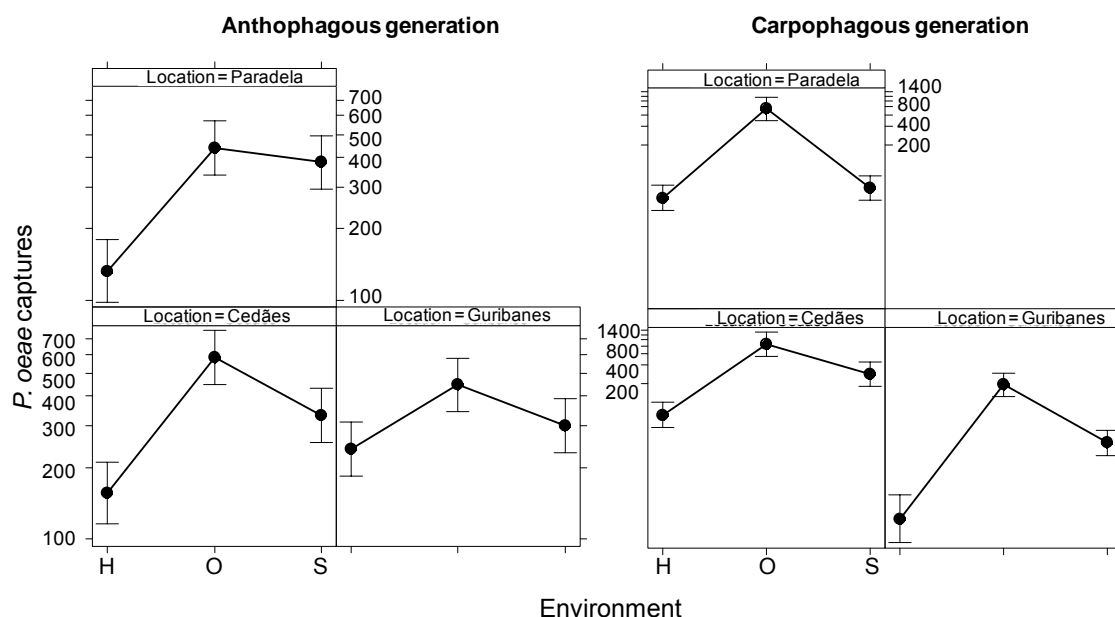 Anthophagous generation
Carpophagous generation
Location=Paradela
700
600
500
400
300
200
100
Location=Paradela
1400
800
400
200
P. oeae captures
Location=Cedães
Location=Guribanes
700
600
500
400
300
200
100
Location=Cedães
Location=Guribanes
1400
800
400
200
H O S
H O S
Environment